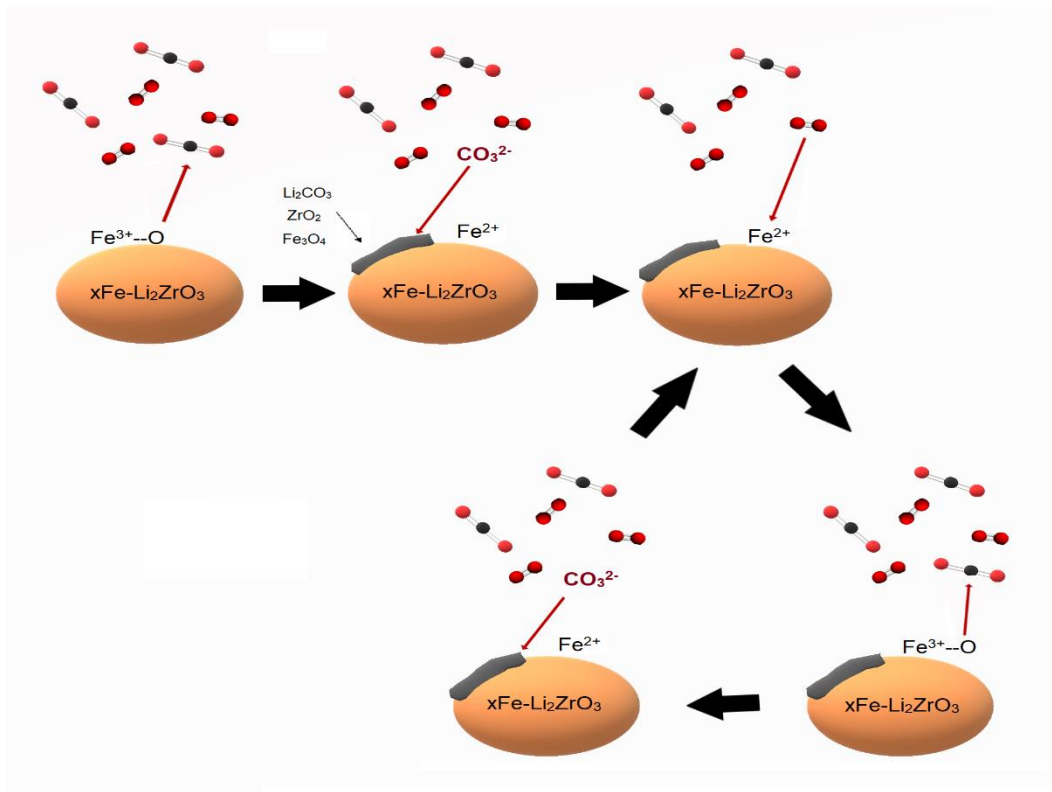 CO₃²⁻
Li₂CO₃
ZrO₂
Fe₃O₄
Fe³⁺--O
Fe²⁺
Fe²⁺
xFe-Li₂ZrO₃
xFe-Li₂ZrO₃
xFe-Li₂ZrO₃
CO₃²⁻
Fe²⁺
Fe³⁺--O
xFe-Li₂ZrO₃
xFe-Li₂ZrO₃